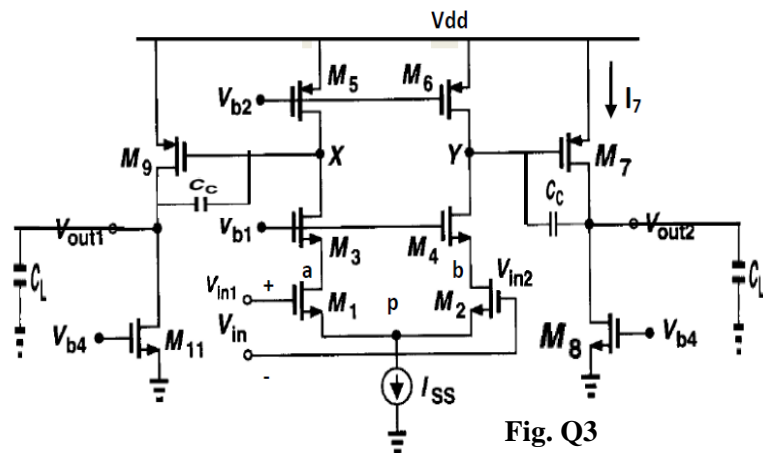 Vdd
M5
M6
Vb2
I7
M9
X
Y
M7
Cc
Cc
Vout1
Vb1
M3
M4
Vout2
CL
a
b
Vin2
CL
Vin1
+
M1
p
M2
Vb4
M11
Vin
M8
Vb4
-
ISS
Fig. Q3